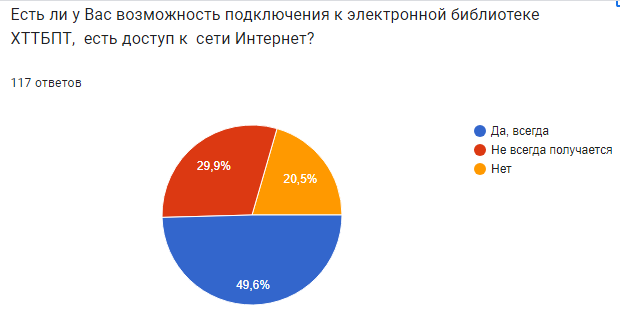 Есть ли у Вас возможность подключения к электронной библиотеке
ХТТБПТ, есть доступ к сети Интернет?
117 ответов
Да, всегда
Не всегда получается
Нет
29,9%
20,5%
49,6%